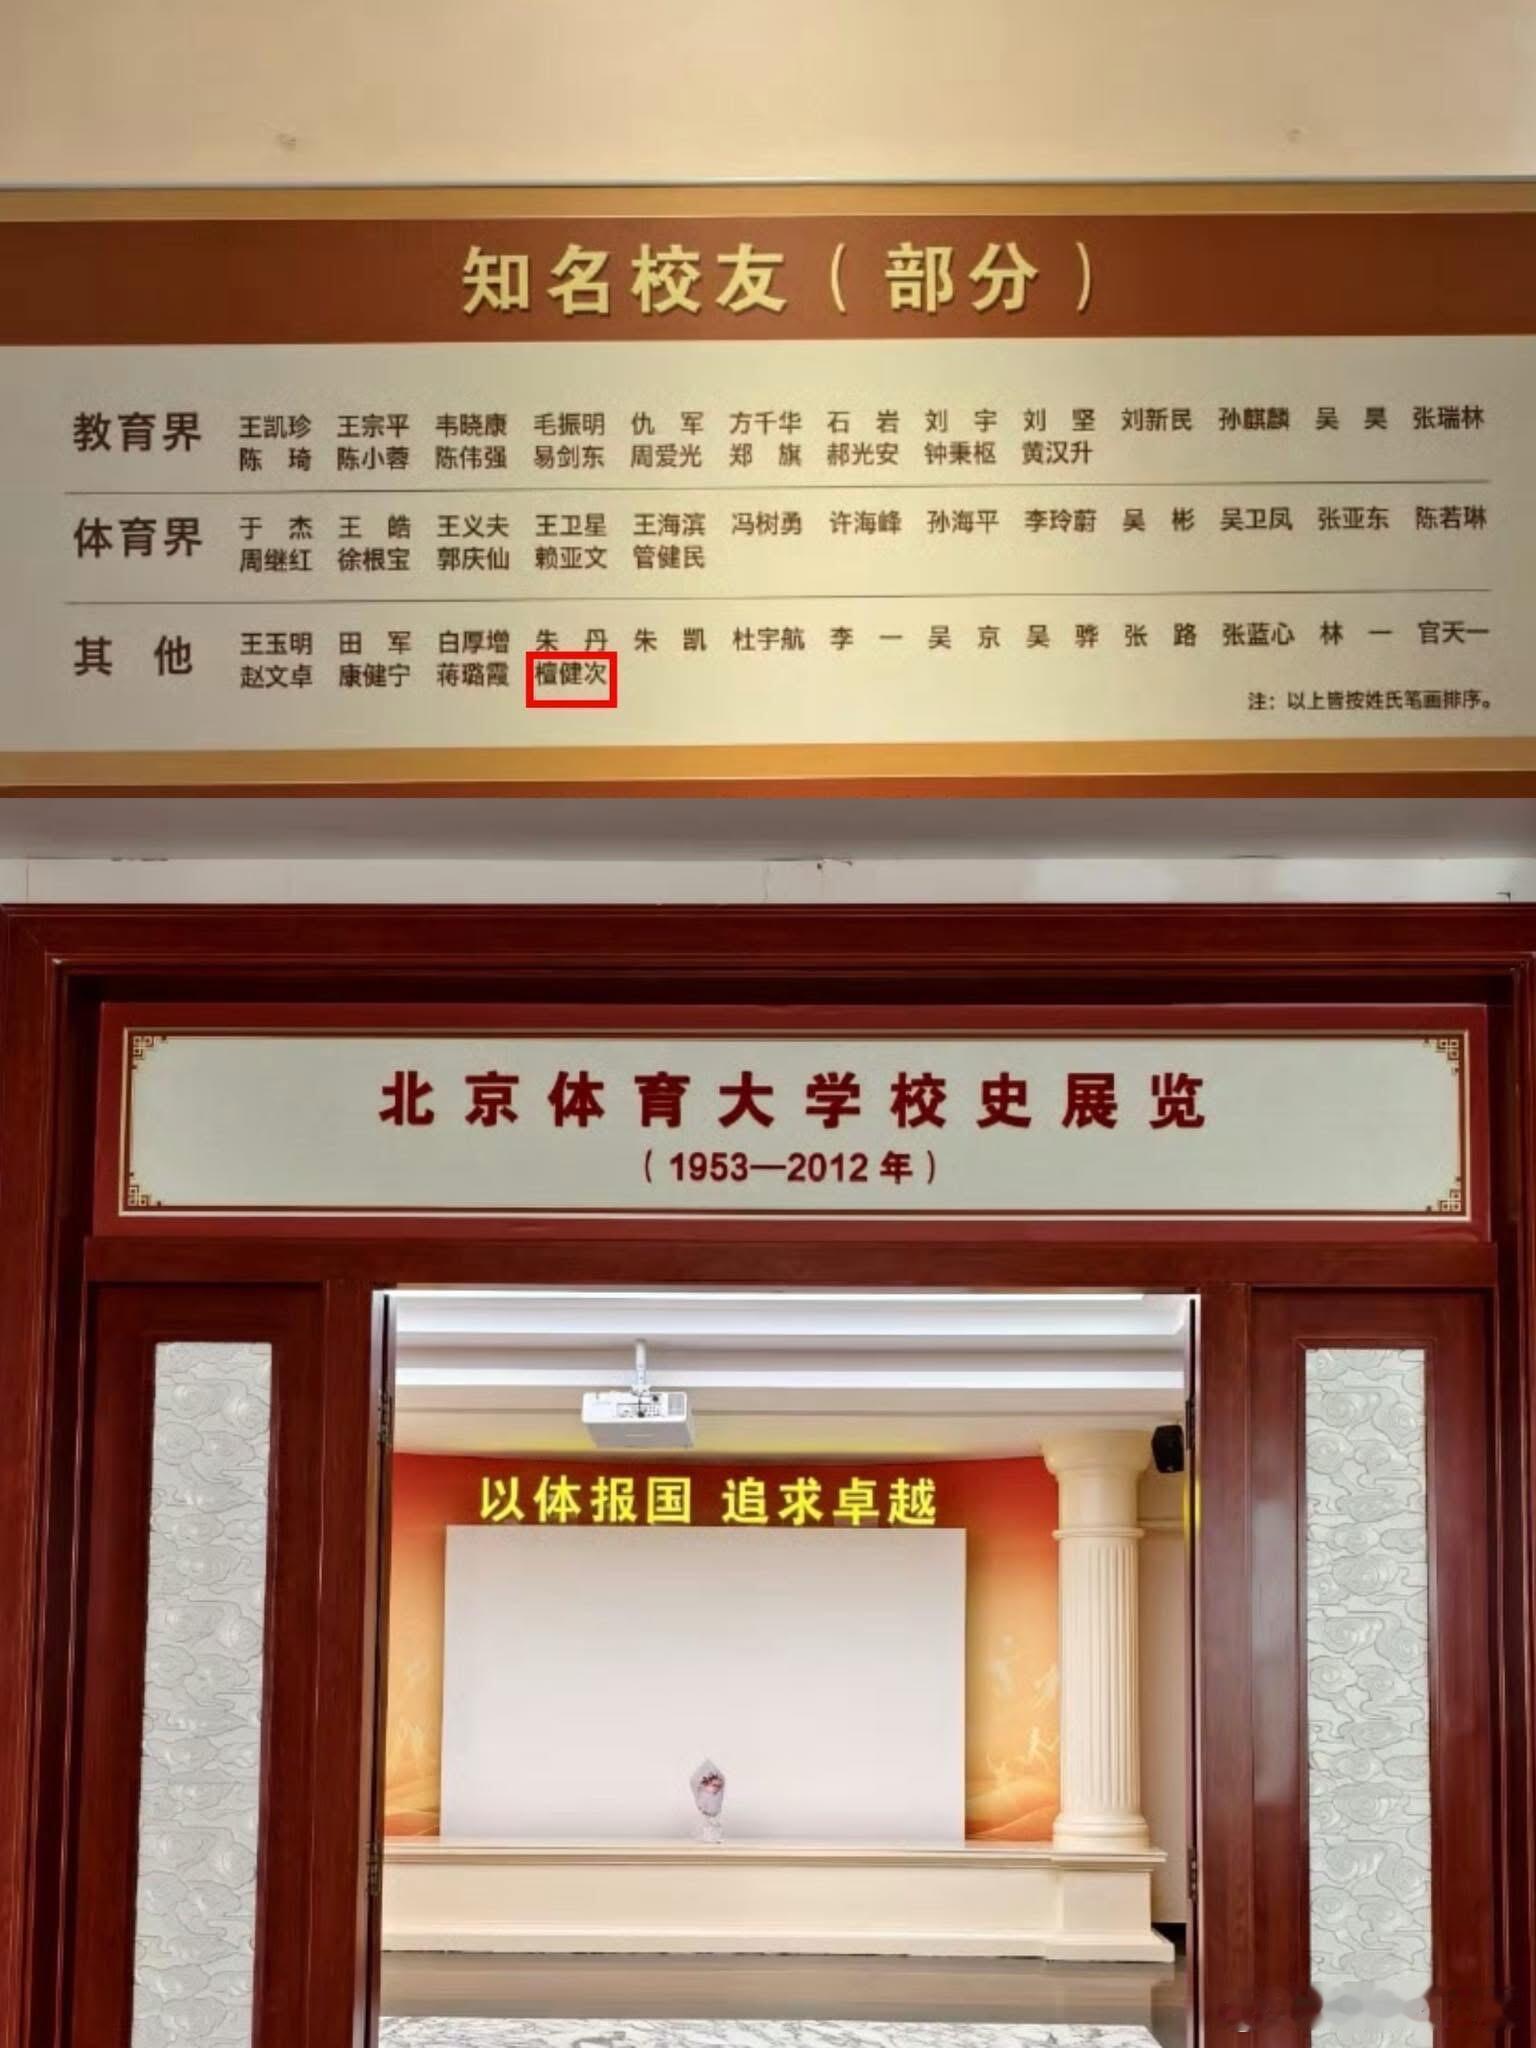 知名校友（部分）
教育界 王凯珍 王宗平 韦晓康 毛振明 仇军 方千华 石岩 刘宇 刘坚 刘新民 孙麒麟 吴昊 张瑞林
陈琦 陈小蓉 陈伟强 易剑东 周爱光 郑旗 郝光安 钟秉枢 黄汉升
体育界 于杰 王皓 王义夫 王卫星 王海滨 冯树勇 许海峰 孙海平 李玲蔚 吴彬 吴卫凤 张亚东 陈若琳
周继红 徐根宝 郭庆仙 赖亚文 管健民
其他 王玉明 田军 白厚增 朱丹 朱凯 杜宇航 李一 吴京 吴骅 张路 张蓝心 林一 官天一
赵文卓 康健宁 蒋璐霞 檀健次
注：以上皆按姓氏笔画排序。
北京体育大学校史展览
（1953—2012年）
以体报国 追求卓越